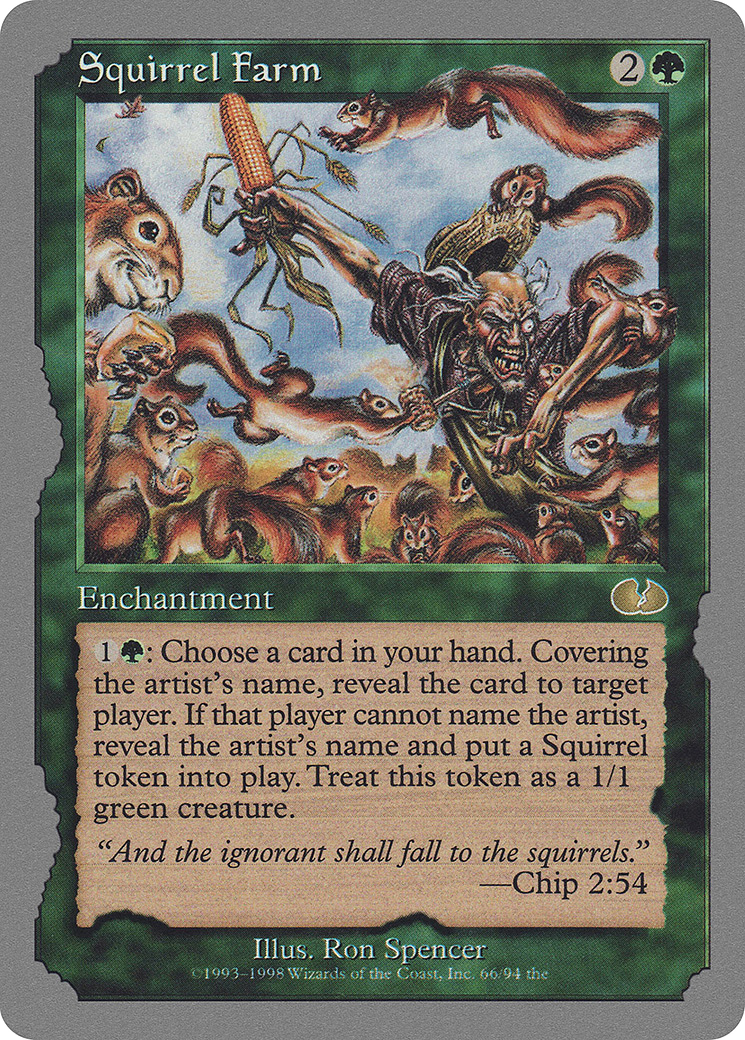 Squirrel Farm 2
Enchantment
1 : Choose a card in your hand. Covering
the artist’s name, reveal the card to target
player. If that player cannot name the artist,
reveal the artist’s name and put a Squirrel
token into play. Treat this token as a 1/1
green creature.
“And the ignorant shall fall to the squirrels.”
—Chip 2:54
Illus. Ron Spencer
©1993–1998 Wizards of the Coast, Inc. 66/94 the